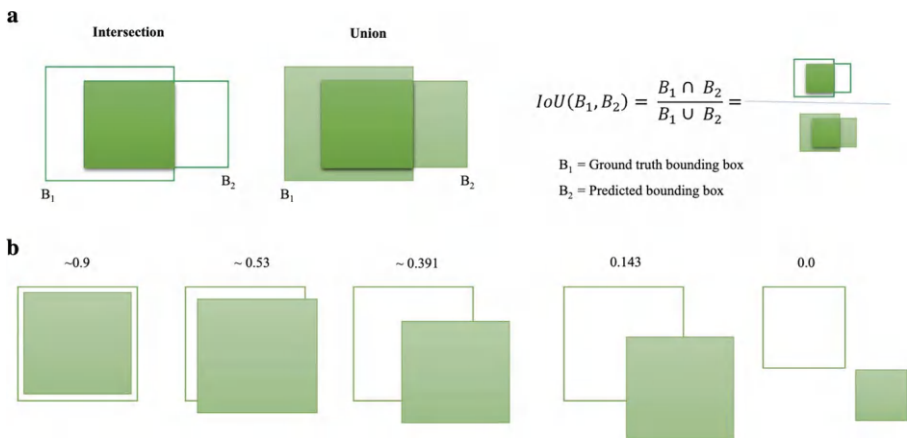 a
Intersection
Union
B₁
B₂
B₁
B₂
IoU(B₁, B₂) = B₁ ∩ B₂ / B₁ ∪ B₂ =
B₁ = Ground truth bounding box
B₂ = Predicted bounding box
b
~0.9
~ 0.53
~ 0.391
0.143
0.0